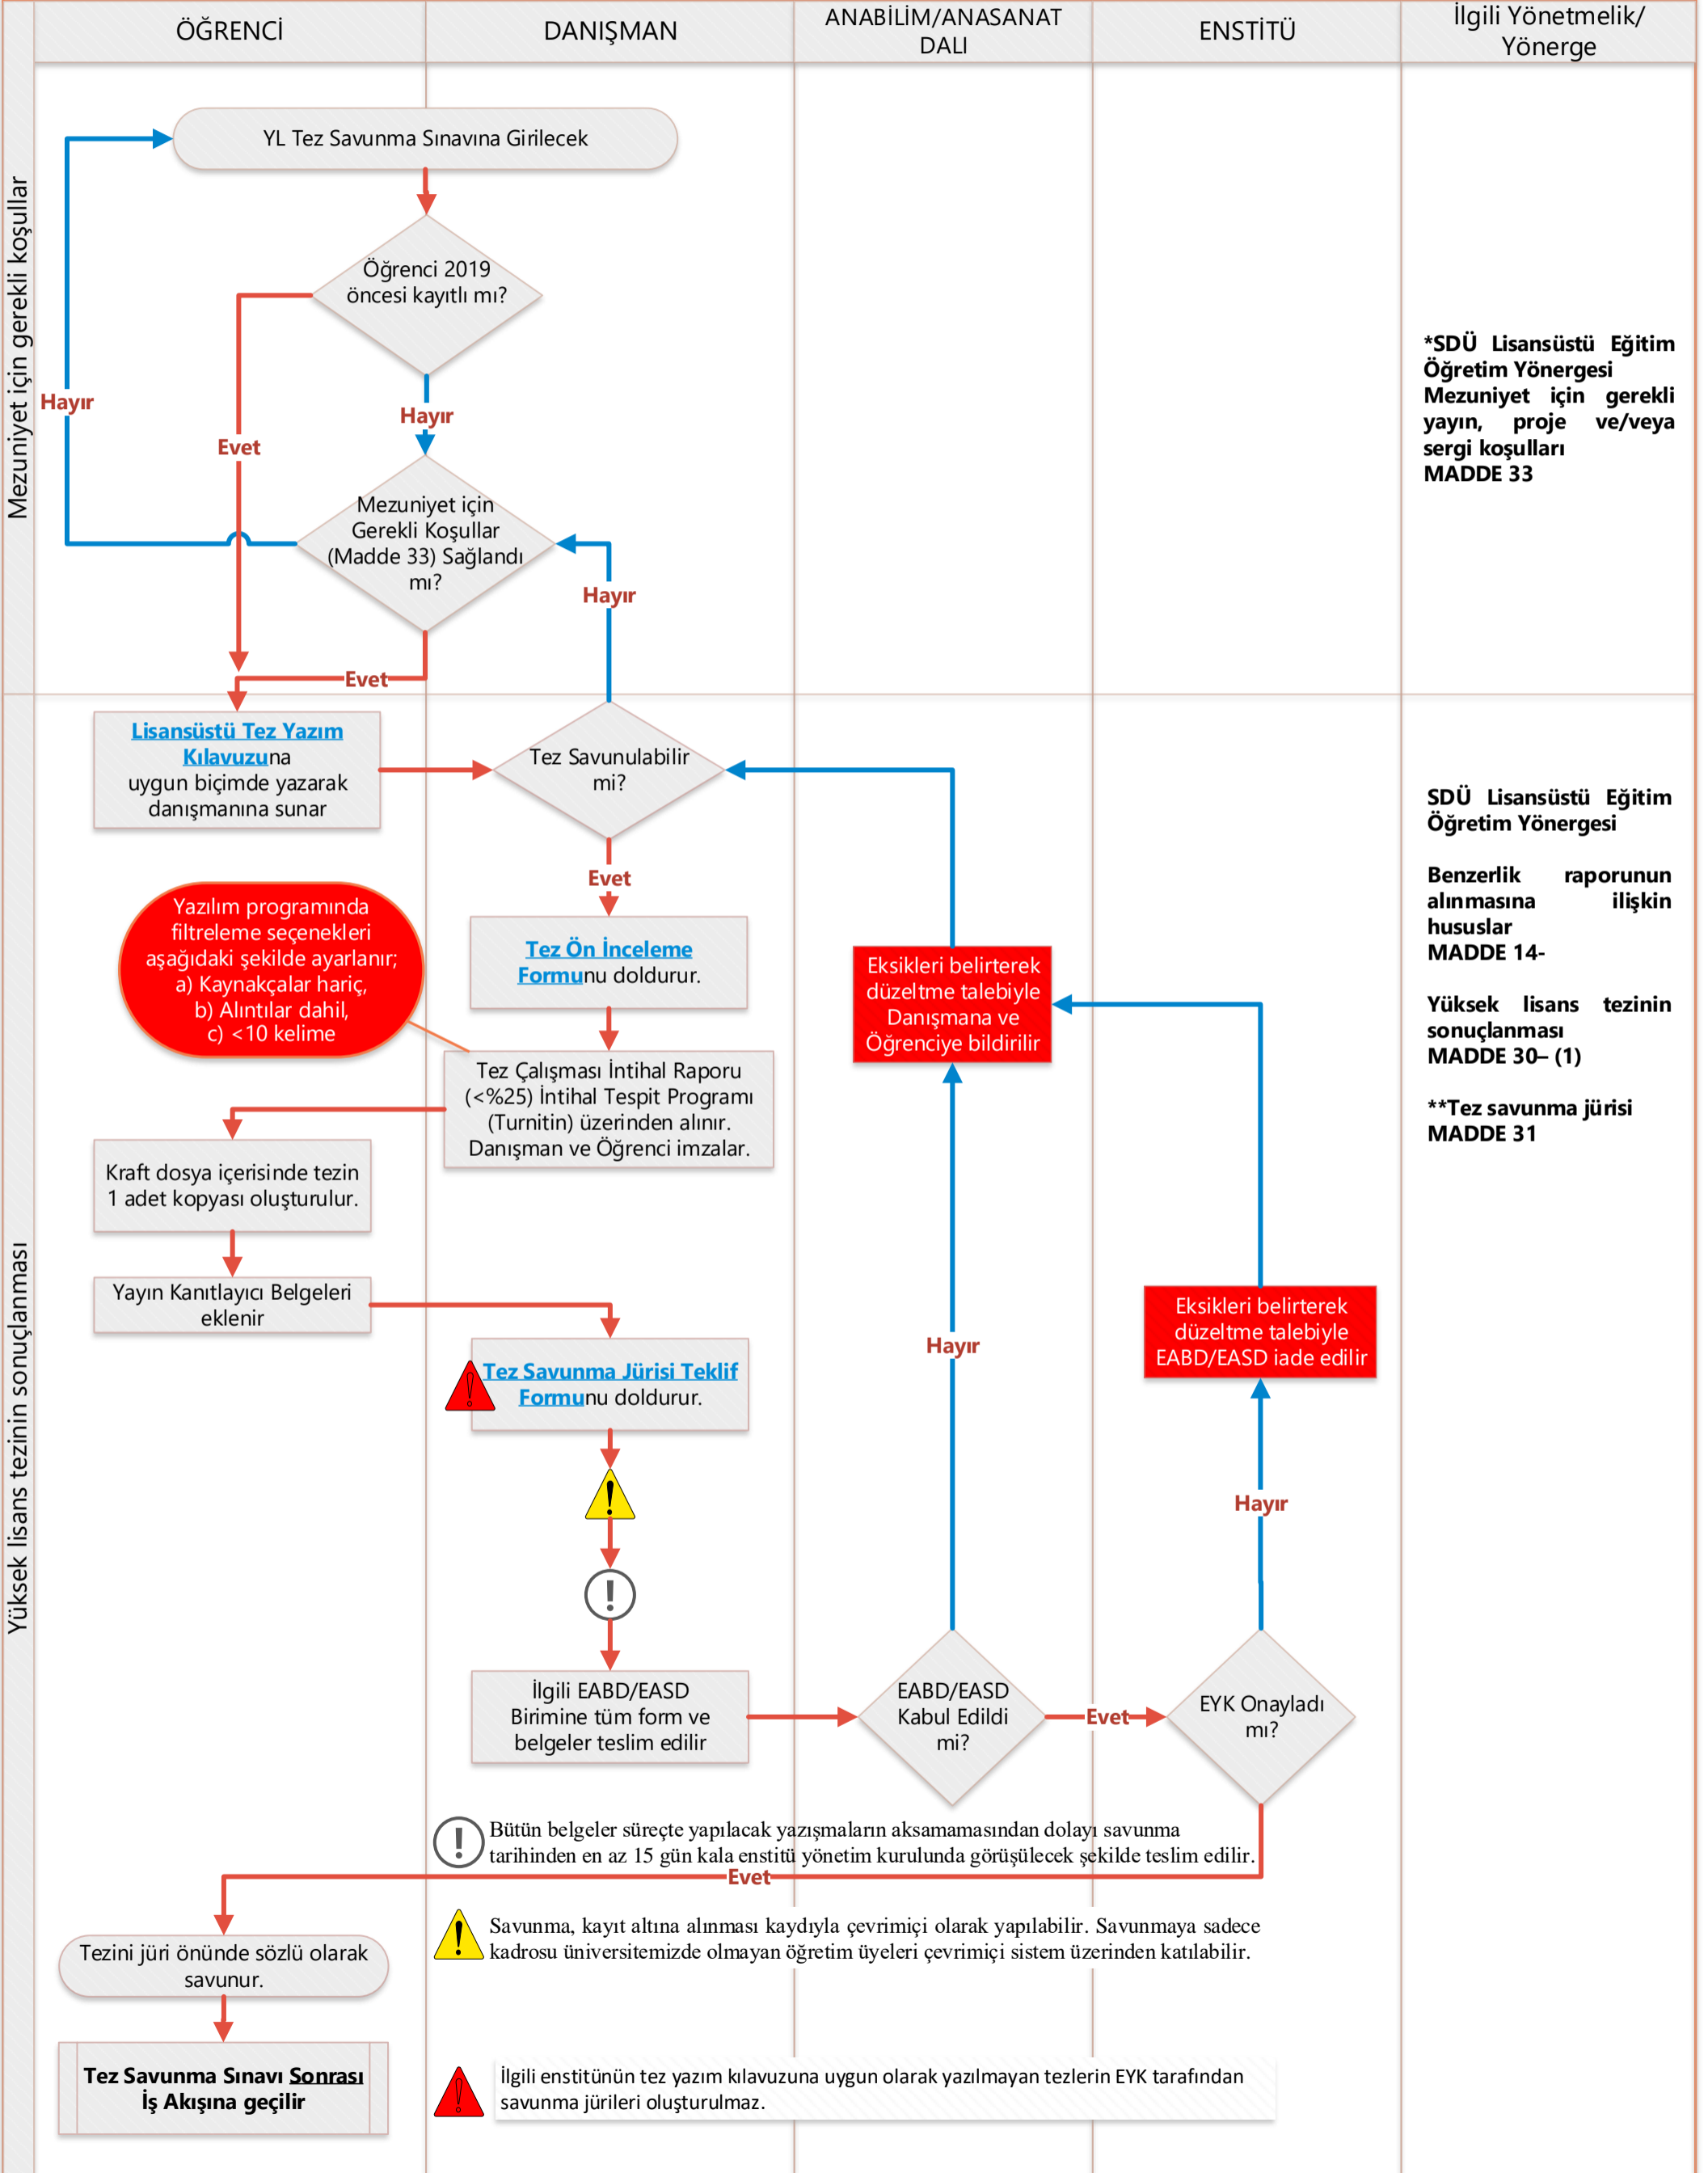 ÖĞRENCİ
DANIŞMAN
ANABİLİM/ANASANAT
DALI
ENSTİTÜ
İlgili Yönetmelik/
Yönerge
Mezuniyet için gerekli koşullar
YL Tez Savunma Sınavına Girilecek
Öğrenci 2019
öncesi kayıtlı mı?
Hayır
Hayır
Evet
Mezuniyet için
Gerekli Koşullar
(Madde 33) Sağlandı
mı?
Hayır
Evet
*SDÜ Lisansüstü Eğitim
Öğretim Yönergesi
Mezuniyet için gerekli
yayın, proje ve/veya
sergi koşulları
MADDE 33
Yüksek lisans tezinin sonuçlanması
Lisansüstü Tez Yazım
Kılavuzuna
uygun biçimde yazarak
danışmanına sunar
Tez Savunulabilir
mi?
Evet
Yazılım programında
filtreleme seçenekleri
aşağıdaki şekilde ayarlanır;
a) Kaynakçalar hariç,
b) Alıntılar dahil,
c) <10 kelime
Tez Ön İnceleme
Formunu doldurur.
Tez Çalışması İntihal Raporu
(<%25) İntihal Tespit Programı
(Turnitin) üzerinden alınır.
Danışman ve Öğrenci imzalar.
Kraft dosya içerisinde tezin
1 adet kopyası oluşturulur.
Yayın Kanıtlayıcı Belgeleri
eklenir
Tez Savunma Jürisi Teklif
Formunu doldurur.
İlgili EABD/EASD
Birimine tüm form ve
belgeler teslim edilir
Eksikleri belirterek
düzeltme talebiyle
Danışmana ve
Öğrenciye bildirilir
Hayır
EABD/EASD
Kabul Edildi
mi?
Evet
Eksikleri belirterek
düzeltme talebiyle
EABD/EASD iade edilir
Hayır
EYK Onayladı
mı?
SDÜ Lisansüstü Eğitim
Öğretim Yönergesi
Benzerlik raporunun
alınmasına ilişkin
hususlar
MADDE 14-
Yüksek lisans tezinin
sonuçlanması
MADDE 30– (1)
**Tez savunma jürisi
MADDE 31
Bütün belgeler süreçte yapılacak yazışmaların aksamamasından dolayı savunma
tarihinden en az 15 gün kala enstitü yönetim kurulunda görüşülecek şekilde teslim edilir.
Evet
Savunma, kayıt altına alınması kaydıyla çevrimiçi olarak yapılabilir. Savunmaya sadece
kadrosu üniversitemizde olmayan öğretim üyeleri çevrimiçi sistem üzerinden katılabilir.
Tezini jüri önünde sözlü olarak
savunur.
Tez Savunma Sınavı Sonrası
İş Akışına geçilir
İlgili enstitünün tez yazım kılavuzuna uygun olarak yazılmayan tezlerin EYK tarafından
savunma jürileri oluşturulmaz.